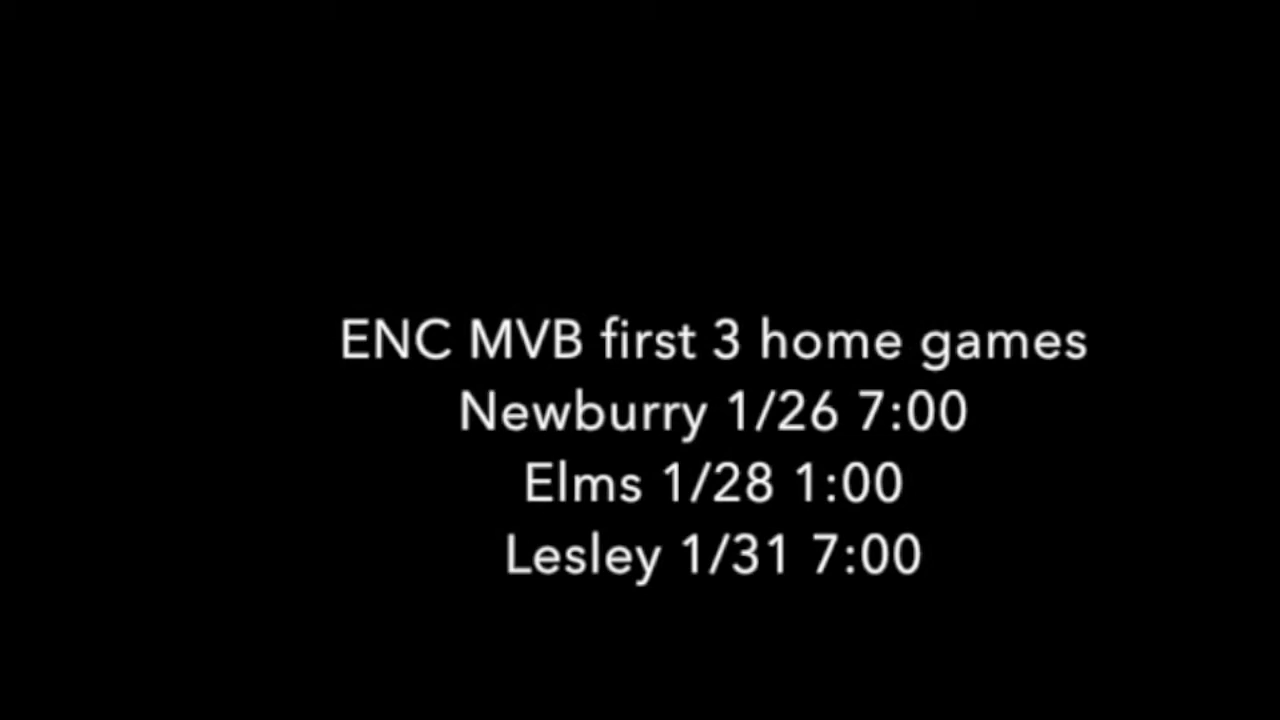 ENC MVB first 3 home games
Newburry 1/26 7:00
Elms 1/28 1:00
Lesley 1/31 7:00